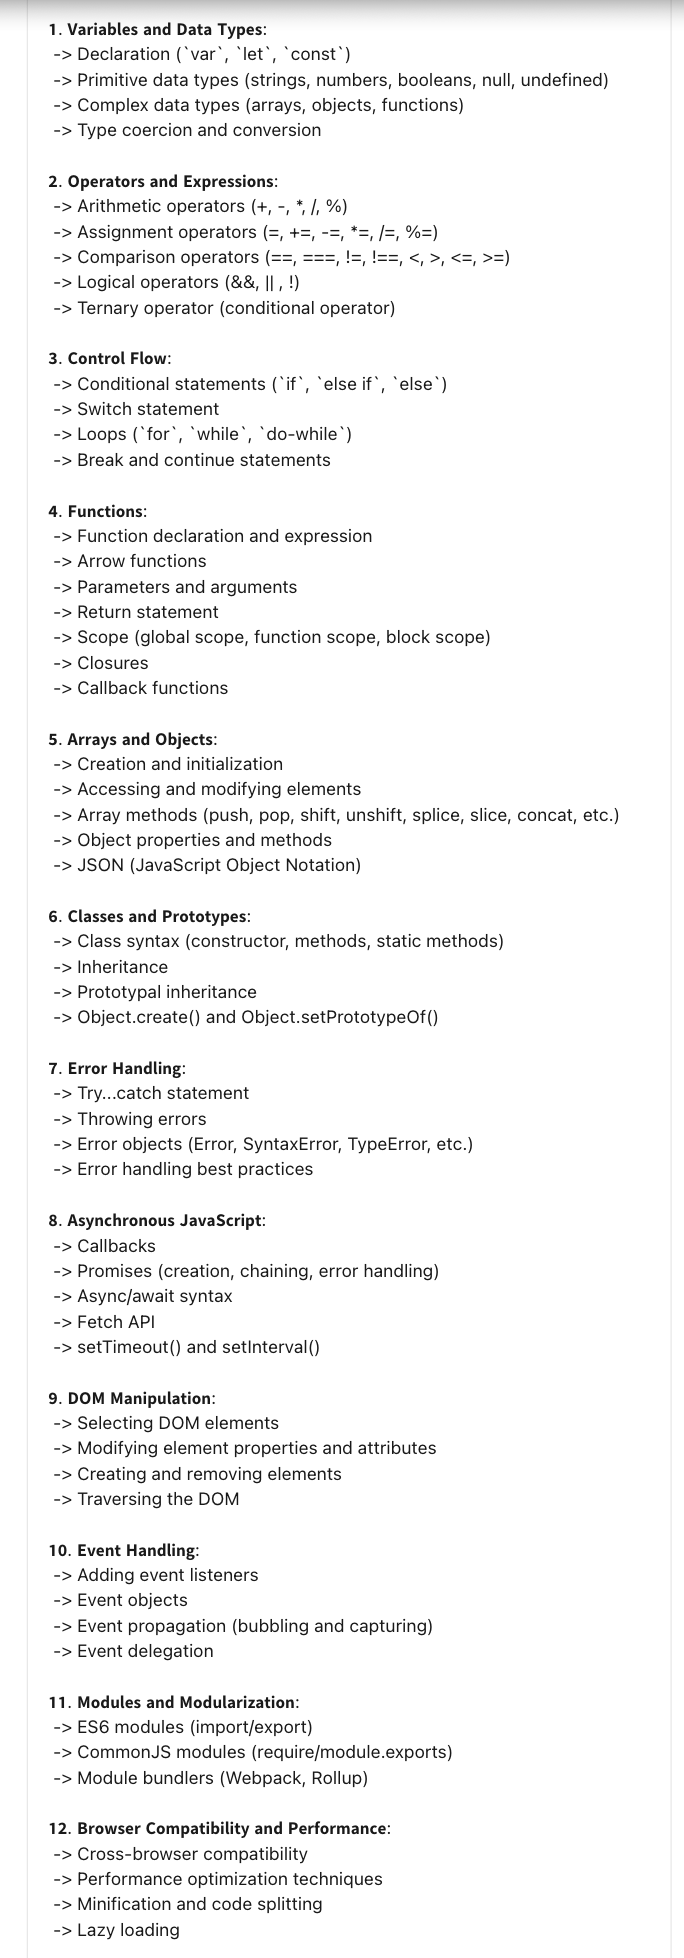 1. Variables and Data Types:
-> Declaration (`var`, `let`, `const`)
-> Primitive data types (strings, numbers, booleans, null, undefined)
-> Complex data types (arrays, objects, functions)
-> Type coercion and conversion
2. Operators and Expressions:
-> Arithmetic operators (+, -, *, /, %)
-> Assignment operators (=, +=, -=, *=, /=, %=)
-> Comparison operators (==, ===, !=, !==, <, >, <=, >=)
-> Logical operators (&&, || , !)
-> Ternary operator (conditional operator)
3. Control Flow:
-> Conditional statements (`if`, `else if`, `else`)
-> Switch statement
-> Loops (`for`, `while`, `do-while`)
-> Break and continue statements
4. Functions:
-> Function declaration and expression
-> Arrow functions
-> Parameters and arguments
-> Return statement
-> Scope (global scope, function scope, block scope)
-> Closures
-> Callback functions
5. Arrays and Objects:
-> Creation and initialization
-> Accessing and modifying elements
-> Array methods (push, pop, shift, unshift, splice, slice, concat, etc.)
-> Object properties and methods
-> JSON (JavaScript Object Notation)
6. Classes and Prototypes:
-> Class syntax (constructor, methods, static methods)
-> Inheritance
-> Prototypal inheritance
-> Object.create() and Object.setPrototypeOf()
7. Error Handling:
-> Try...catch statement
-> Throwing errors
-> Error objects (Error, SyntaxError, TypeError, etc.)
-> Error handling best practices
8. Asynchronous JavaScript:
-> Callbacks
-> Promises (creation, chaining, error handling)
-> Async/await syntax
-> Fetch API
-> setTimeout() and setInterval()
9. DOM Manipulation:
-> Selecting DOM elements
-> Modifying element properties and attributes
-> Creating and removing elements
-> Traversing the DOM
10. Event Handling:
-> Adding event listeners
-> Event objects
-> Event propagation (bubbling and capturing)
-> Event delegation
11. Modules and Modularization:
-> ES6 modules (import/export)
-> CommonJS modules (require/module.exports)
-> Module bundlers (Webpack, Rollup)
12. Browser Compatibility and Performance:
-> Cross-browser compatibility
-> Performance optimization techniques
-> Minification and code splitting
-> Lazy loading